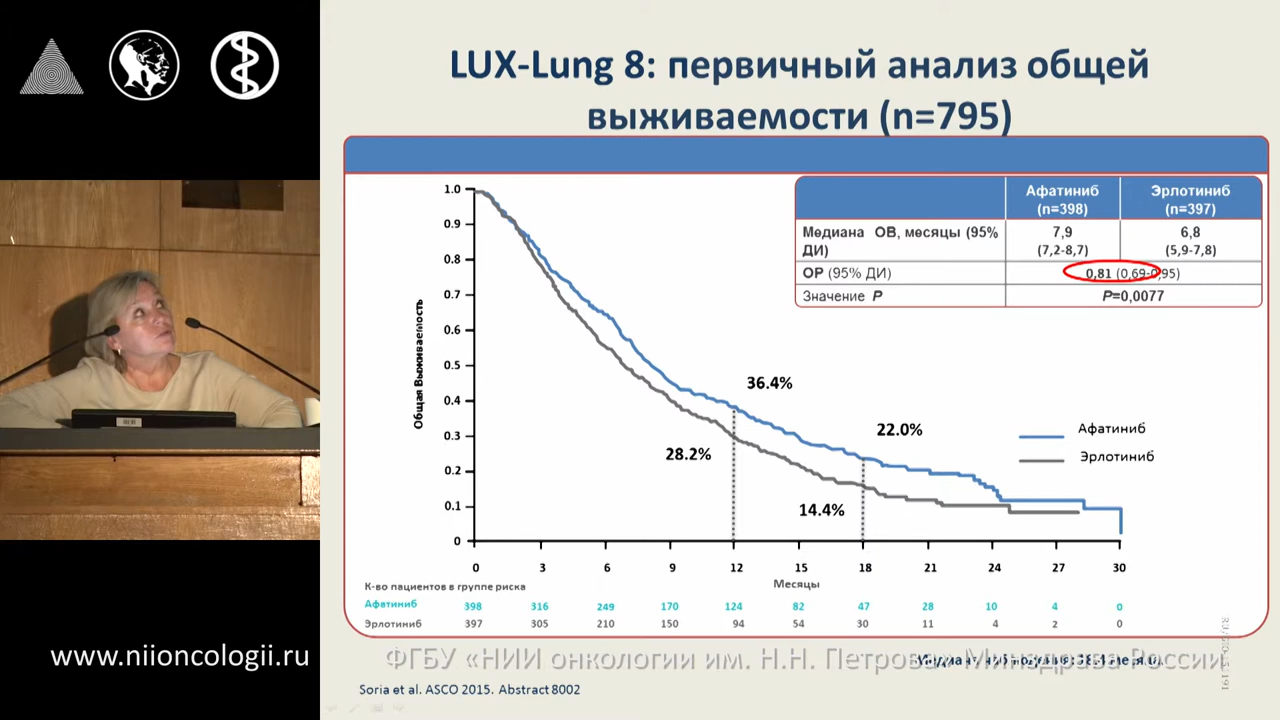 LUX-Lung 8: первичный анализ общей
выживаемости (n=795)
Афатиниб
(n=398)
Эрлотиниб
(n=397)
Медиана ОВ, месяцы (95%
ДИ)
7,9
(7,2-8,7)
6,8
(5,9-7,8)
ОР (95% ДИ)
0,81 (0,69-0,95)
Значение P
P=0,0077
Общая Выживаемость
1.0
0.9
0.8
0.7
0.6
0.5
0.4
0.3
0.2
0.1
0
36.4%
28.2%
22.0%
14.4%
Афатиниб
Эрлотиниб
0 3 6 9 12 15 18 21 24 27 30
Месяцы
К-во пациентов в группе риска
Афатиниб 398 316 249 170 124 82 47 28 10 4 0
Эрлотиниб 397 305 210 150 94 54 30 11 4 2 0
www.niioncologii.ru
ФГБУ «НИИ онкологии им. Н.Н. Петрова» Минздрава России
Soria et al. ASCO 2015. Abstract 8002